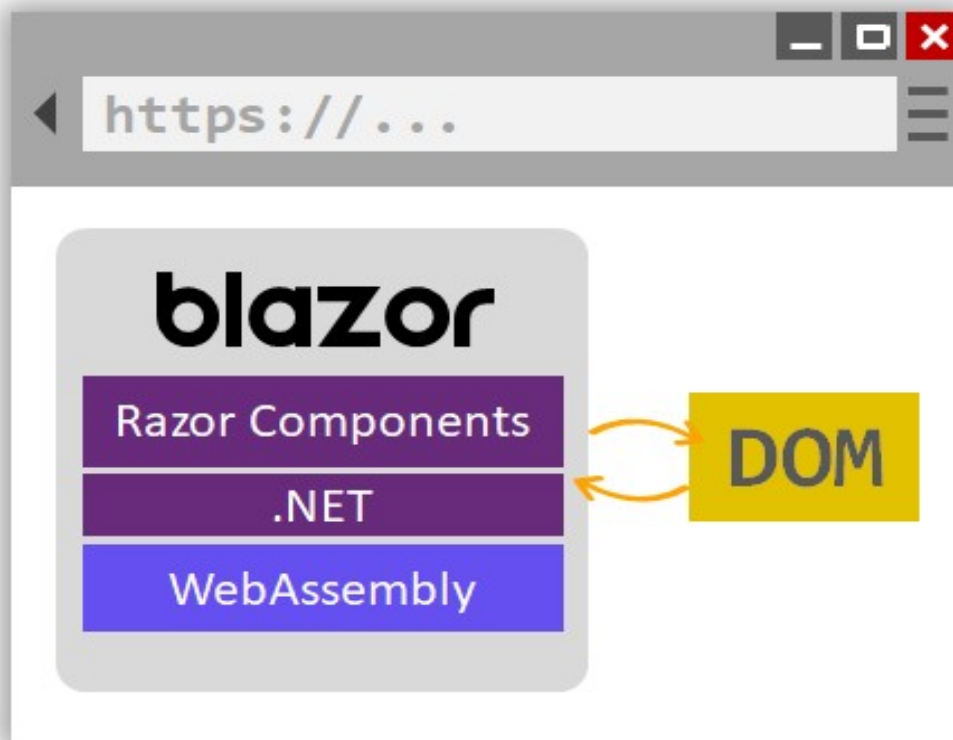 https://...
blazor
Razor Components
.NET
WebAssembly
DOM